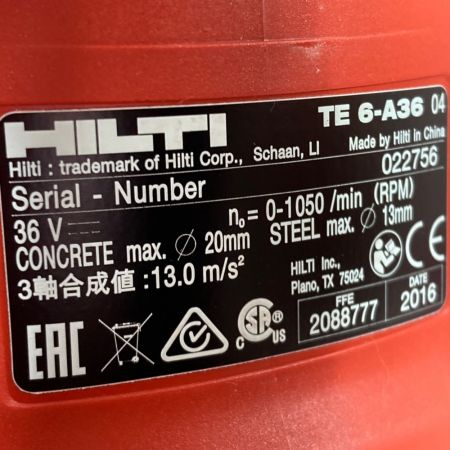 HILTI
TE 6-A36 04
Hilti : trademark of Hilti Corp., Schaan, LI
Made by Hilti in China
Serial - Number
022756
36 V
n₀= 0-1050 /min (RPM)
CONCRETE max. ∅ 20mm
STEEL max. ∅ 13mm
3軸合成値 :13.0 m/s²
HILTI Inc.,
Plano, TX 75024
CE
EAC
CSA
C US
FFE
2088777
DATE
2016